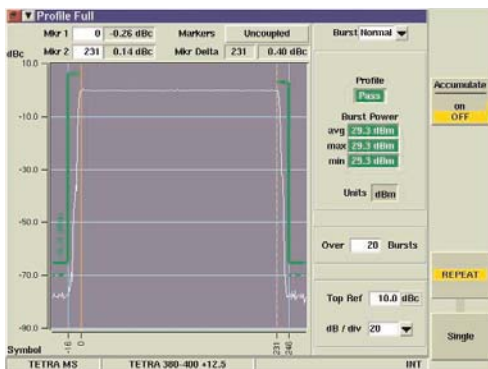 Profile Full
Mkr 1 0 -0.26 dBc Markers Uncoupled
Mkr 2 231 0.14 dBc Mkr Delta 231 0.40 dBc
Burst Normal
dBc
10.0
-10.0
-30.0
-50.0
-70.0
-90.0
Symbol
-16
0
231
246
Profile
Pass
Burst Power
avg 29.3 dBm
max 29.3 dBm
min 29.3 dBm
Units dBm
Over 20 Bursts
Top Ref 10.0 dBc
dB / div 20
Accumulate
on
OFF
REPEAT
Single
TETRA MS TETRA 380-400 +12.5 INT